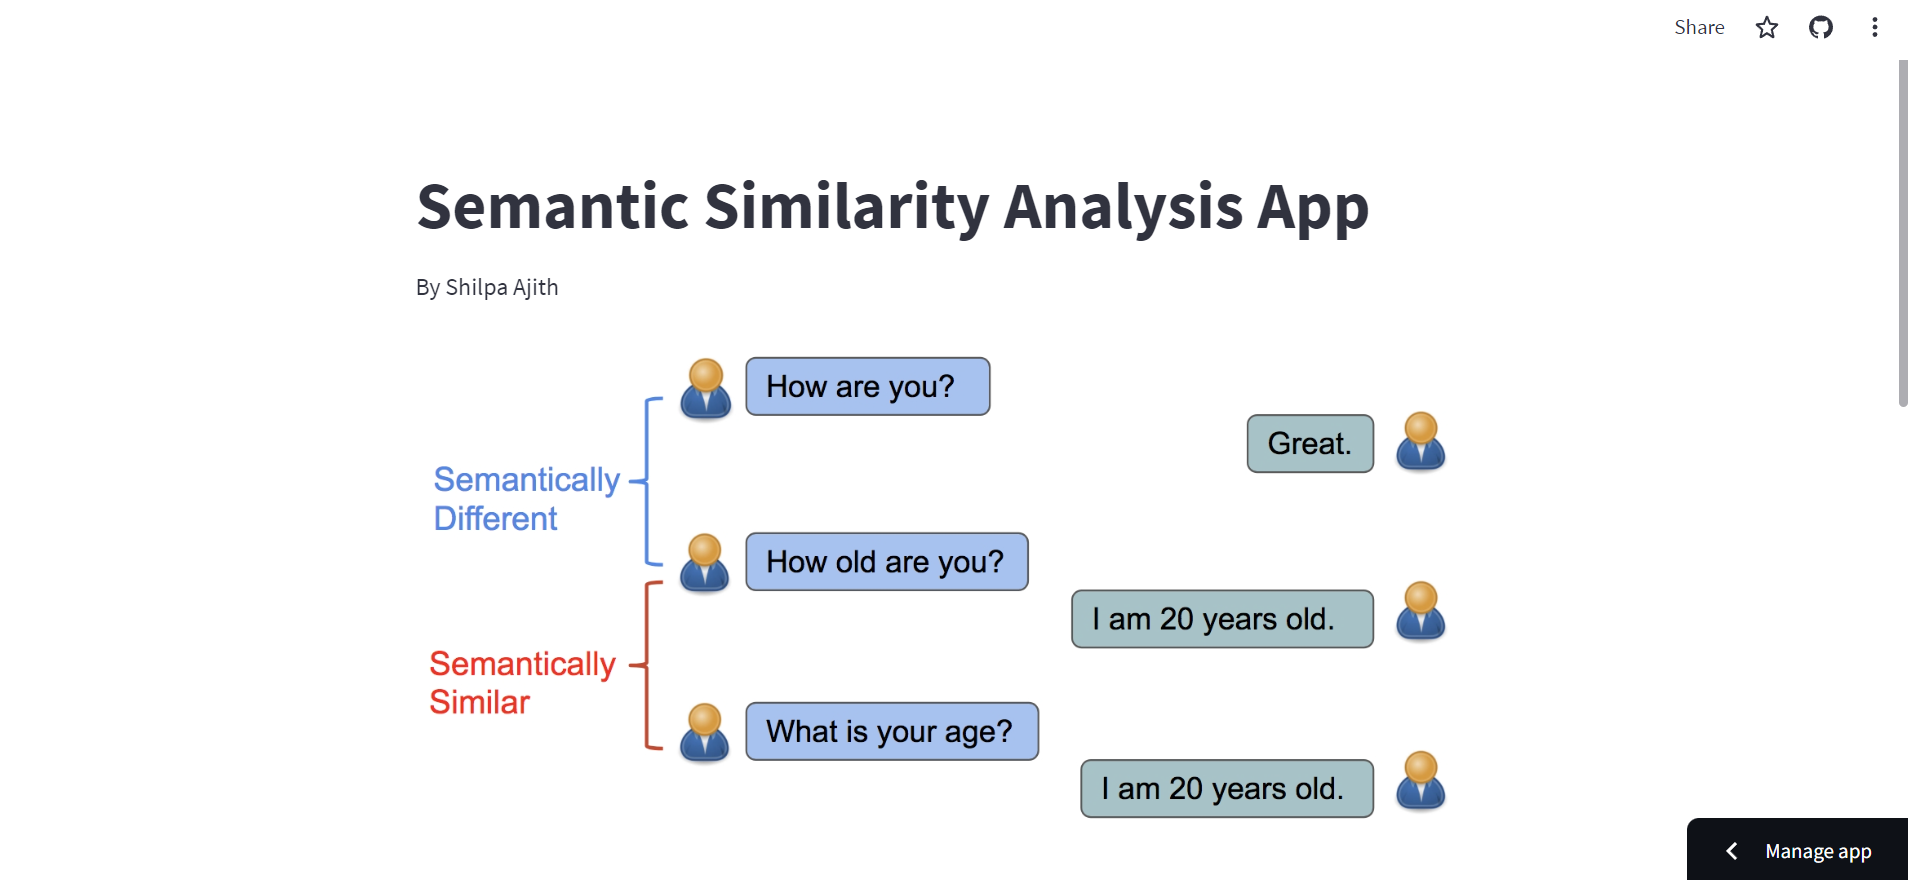 Share
Semantic Similarity Analysis App
By Shilpa Ajith
How are you?
Great.
Semantically
Different
How old are you?
I am 20 years old.
Semantically
Similar
What is your age?
I am 20 years old.
Manage app